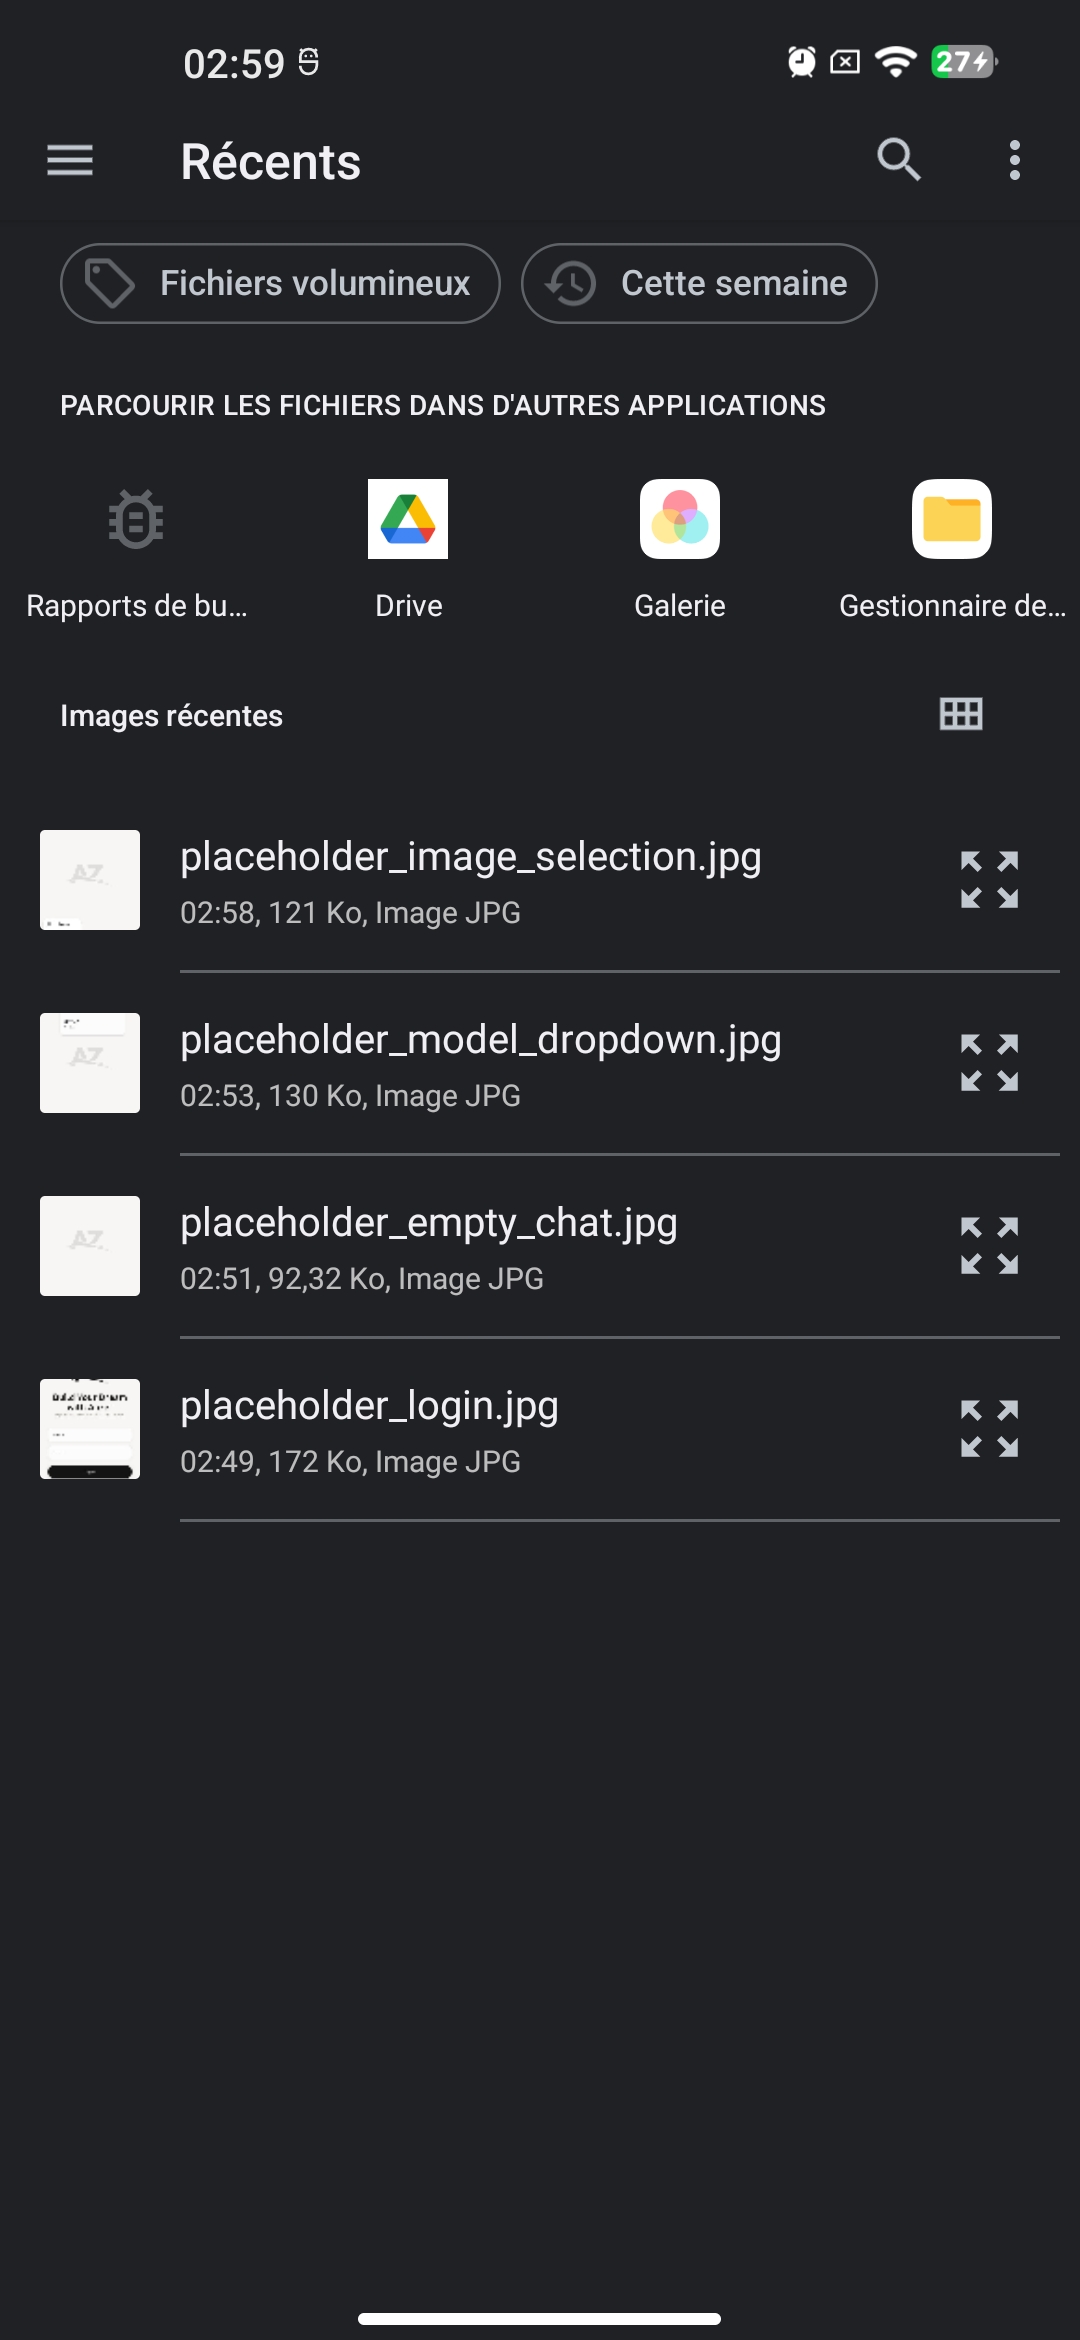 02:59
27
Récents
Fichiers volumineux
Cette semaine
PARCOURIR LES FICHIERS DANS D'AUTRES APPLICATIONS
Rapports de bu...
Drive
Galerie
Gestionnaire de...
Images récentes
placeholder_image_selection.jpg
02:58, 121 Ko, Image JPG
placeholder_model_dropdown.jpg
02:53, 130 Ko, Image JPG
placeholder_empty_chat.jpg
02:51, 92,32 Ko, Image JPG
placeholder_login.jpg
02:49, 172 Ko, Image JPG